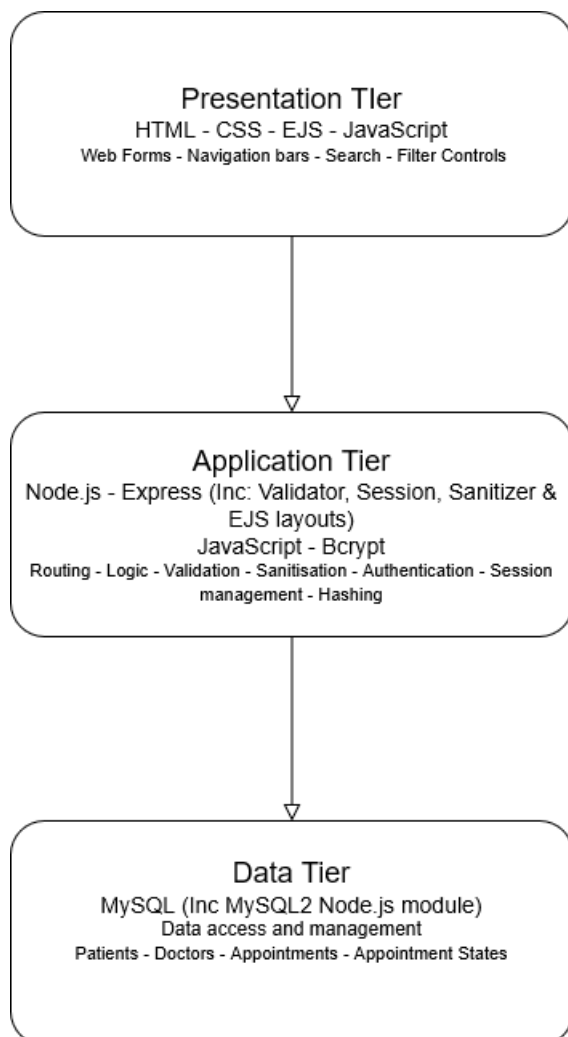 Presentation TIer
HTML - CSS - EJS - JavaScript
Web Forms - Navigation bars - Search - Filter Controls
Application Tier
Node.js - Express (Inc: Validator, Session, Sanitizer &
EJS layouts)
JavaScript - Bcrypt
Routing - Logic - Validation - Sanitisation - Authentication - Session
management - Hashing
Data Tier
MySQL (Inc MySQL2 Node.js module)
Data access and management
Patients - Doctors - Appointments - Appointment States